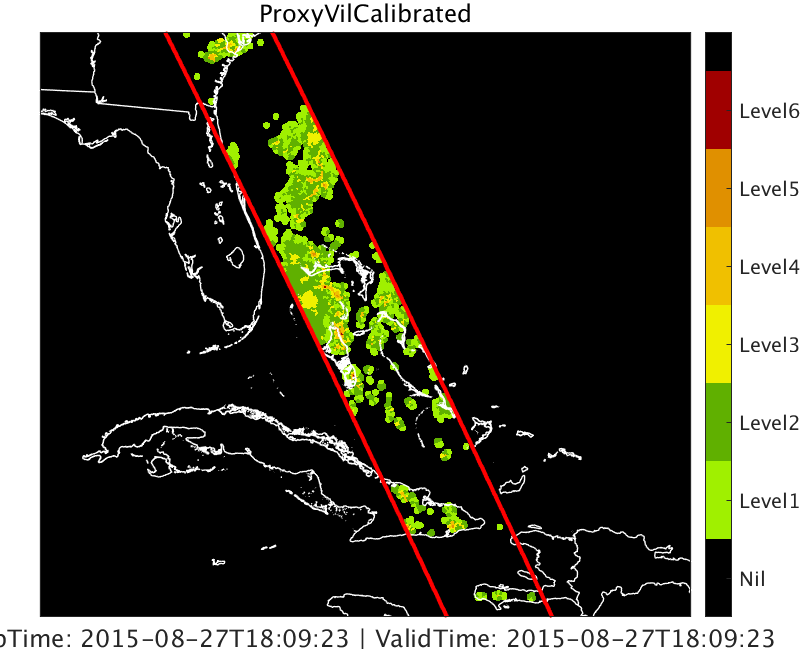 ProxyVilCalibrated
Level6
Level5
Level4
Level3
Level2
Level1
Nil
pTime: 2015-08-27T18:09:23 | ValidTime: 2015-08-27T18:09:23